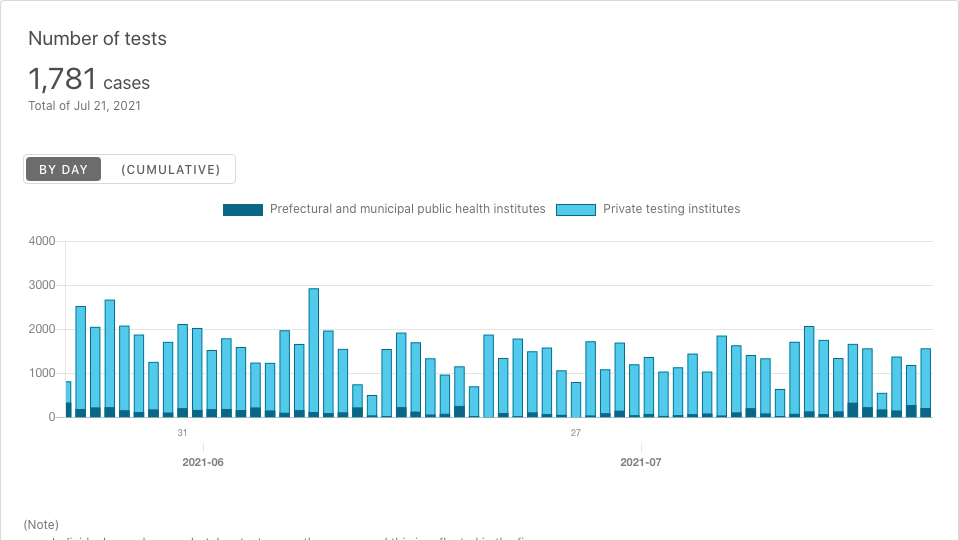 Number of tests
1,781 cases
Total of Jul 21, 2021
BY DAY (CUMULATIVE)
Prefectural and municipal public health institutes Private testing institutes
4000
3000
2000
1000
0
31 27
2021-06 2021-07
(Note)